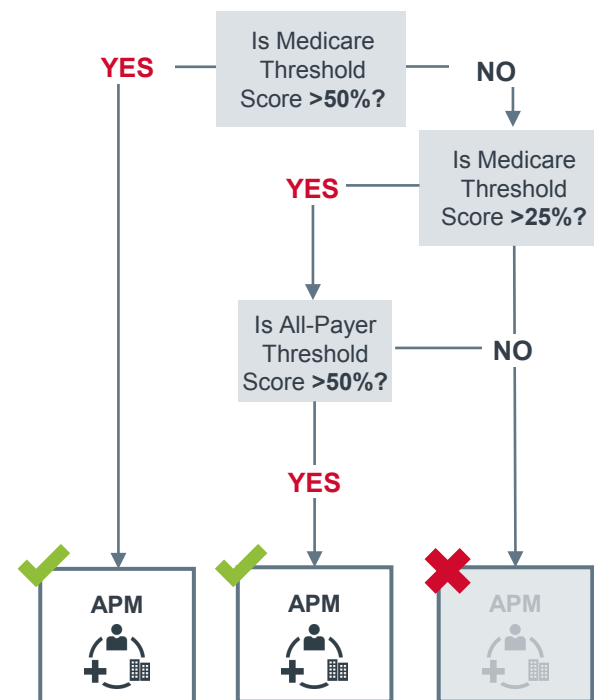 Is Medicare
Threshold
Score >50%?
YES
NO
Is Medicare
Threshold
Score >25%?
YES
Is All-Payer
Threshold
Score >50%?
NO
YES
APM
APM
APM